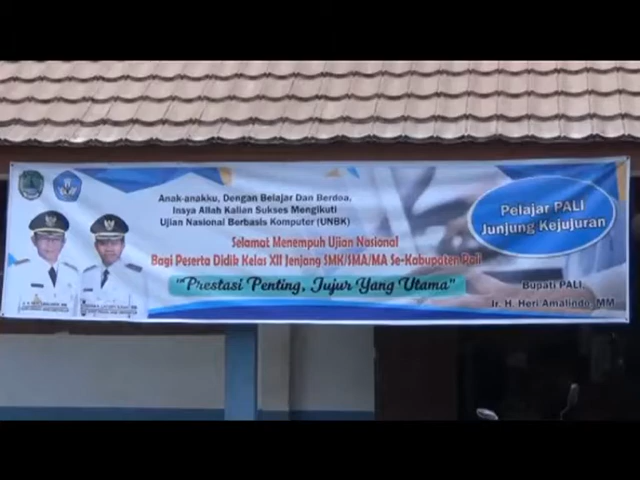 Anak-anakku, Dengan Belajar Dan Berdoa,
Insaya Allah Kalian Sukses Mengikuti
Ujian Nasional Berbasis Komputer (UNBK)
Selamat Menempuh Ujian Nasional
Bagi Peserta Didik Kelas XII Jenjang SMK/SMA/MA Se-Kabupaten Pali
"Prestasi Penting, Jujur Yang Utama"
Pelajar PALI
Junjung Kejujuran
Bupati PALI
Ir. H. Heri Amalindo, MM